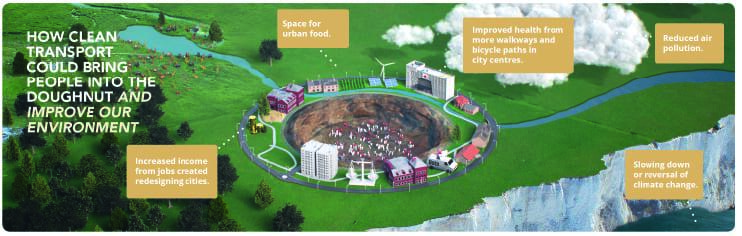 HOW CLEAN
TRANSPORT
COULD BRING
PEOPLE INTO THE
DOUGHNUT AND
IMPROVE OUR
ENVIRONMENT
Space for
urban food.
Improved health from
more walkways and
bicycle paths in
city centres.
Reduced air
pollution.
Increased income
from jobs created
redesigning cities.
Slowing down
or reversal of
climate change.